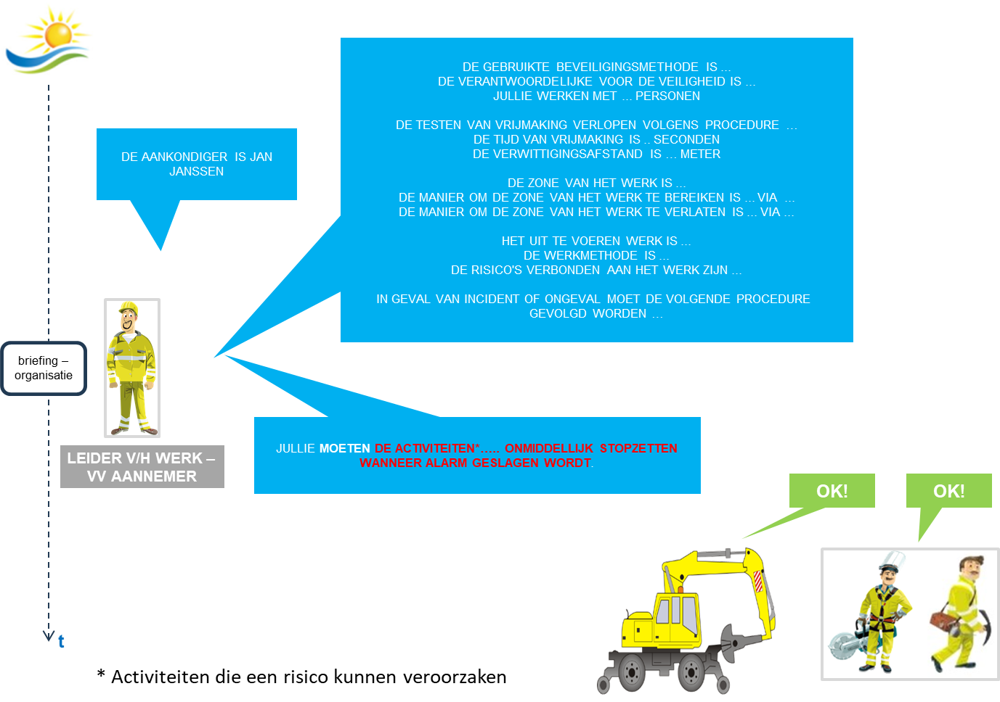 DE GEBRUIKTE BEVEILIGINGSMETHODE IS ...
DE VERANTWOORDELIJKE VOOR DE VEILIGHEID IS ...
JULLIE WERKEN MET ... PERSONEN
DE TESTEN VAN VRIJMAKING VERLOPEN VOLGENS PROCEDURE ...
DE TIJD VAN VRIJMAKING IS .. SECONDEN
DE VERWITTIGINGSAFSTAND IS ... METER
DE ZONE VAN HET WERK IS ...
DE MANIER OM DE ZONE VAN HET WERK TE BEREIKEN IS ... VIA ...
DE MANIER OM DE ZONE VAN HET WERK TE VERLATEN IS ... VIA ...
HET UIT TE VOEREN WERK IS ...
DE WERKMETHODE IS ...
DE RISICO'S VERBONDEN AAN HET WERK ZIJN ...
IN GEVAL VAN INCIDENT OF ONGEVAL MOET DE VOLGENDE PROCEDURE
GEVOLGD WORDEN ...
DE AANKONDIGER IS JAN
JANSSEN
briefing –
organisatie
LEIDER V/H WERK –
VV AANNEMER
JULLIE MOETEN DE ACTIVITEITEN*..... ONMIDDELLIJK STOPZETTEN
WANNEER ALARM GESLAGEN WORDT.
OK!
OK!
t
* Activiteiten die een risico kunnen veroorzaken